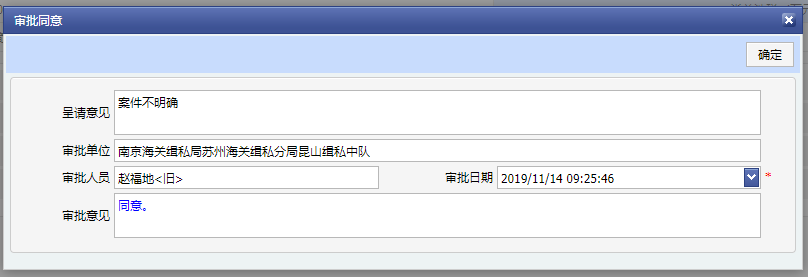 审批同意
确定
呈请意见 案件不明确
审批单位 南京海关缉私局苏州海关缉私分局昆山缉私中队
审批人员 赵福地<旧> 审批日期 2019/11/14 09:25:46 *
审批意见 同意。